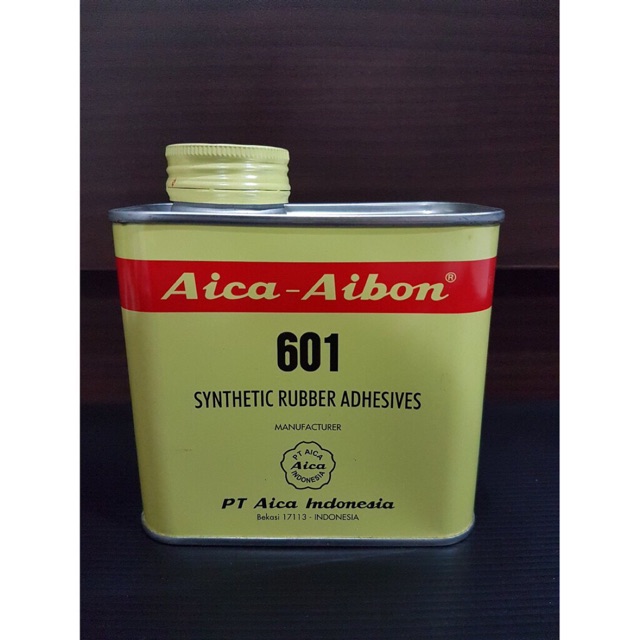 Aica-Aibon®
601
SYNTHETIC RUBBER ADHESIVES
MANUFACTURER
PT AICA
Aica
INDONESIA
PT Aica Indonesia
Bekasi 17113 - INDONESIA